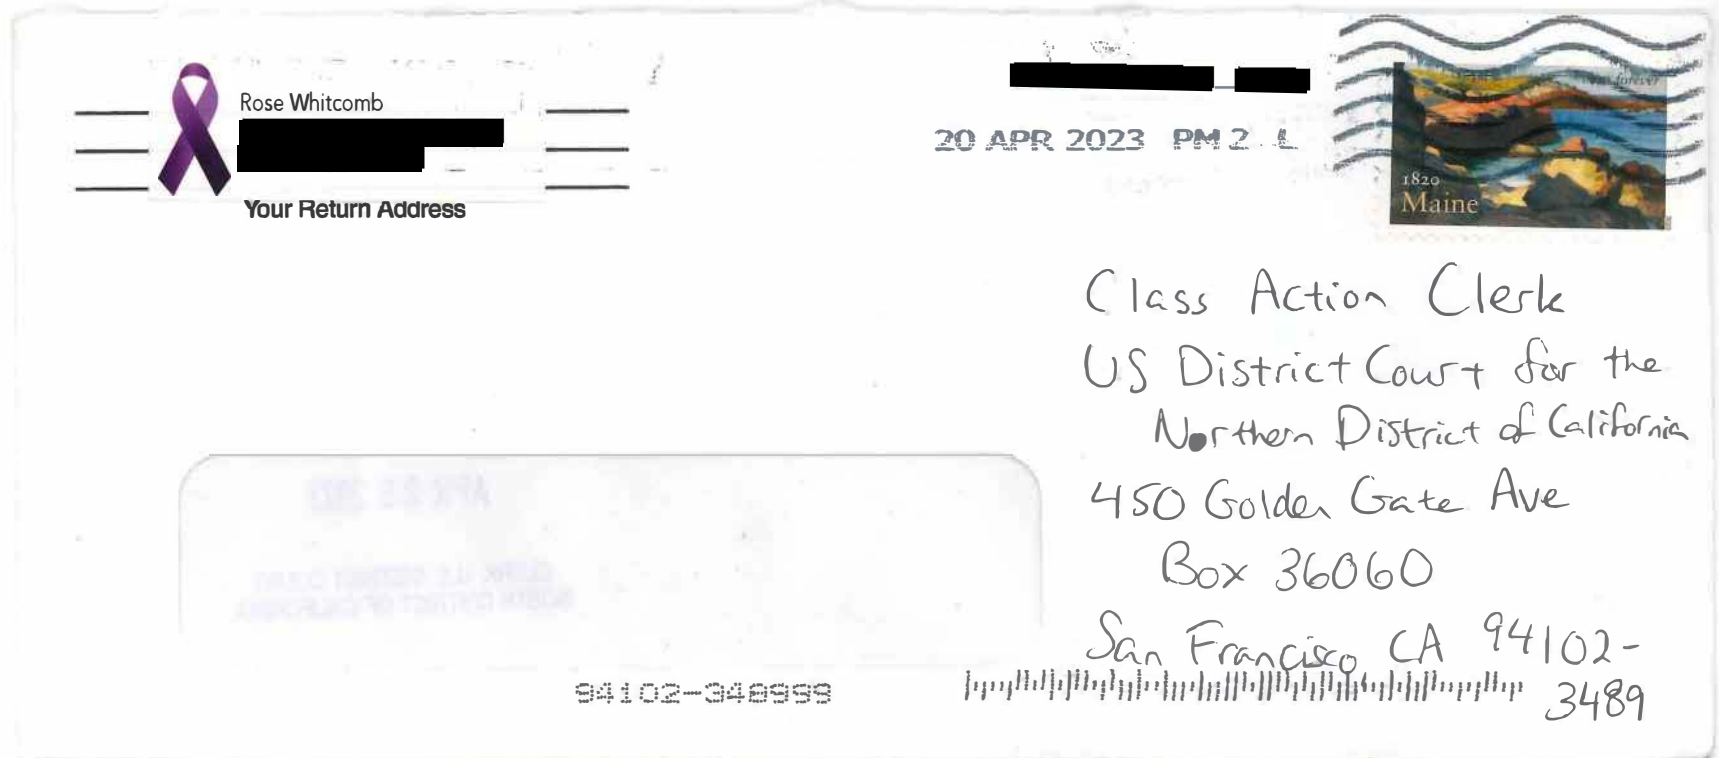 Rose Whitcomb
Your Return Address
20 APR 2023 PM 2 L
forever
1820
Maine
Class Action Clerk
US District Court for the
Northern District of California
450 Golden Gate Ave
Box 36060
San Francisco CA 94102-
3489
94102-348999